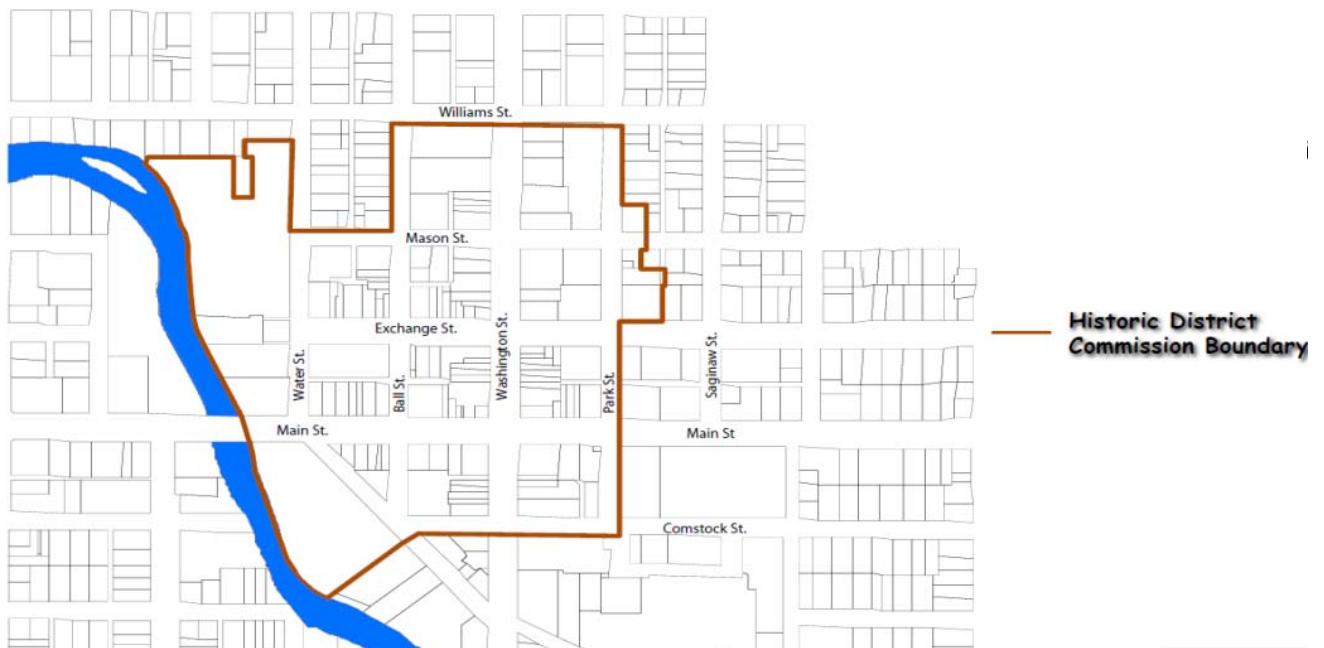 Williams St.
Mason St.
Exchange St.
Water St.
Ball St.
Washington St.
Park St.
Saginaw St.
Main St.
Main St
Comstock St.
Historic District
Commission Boundary